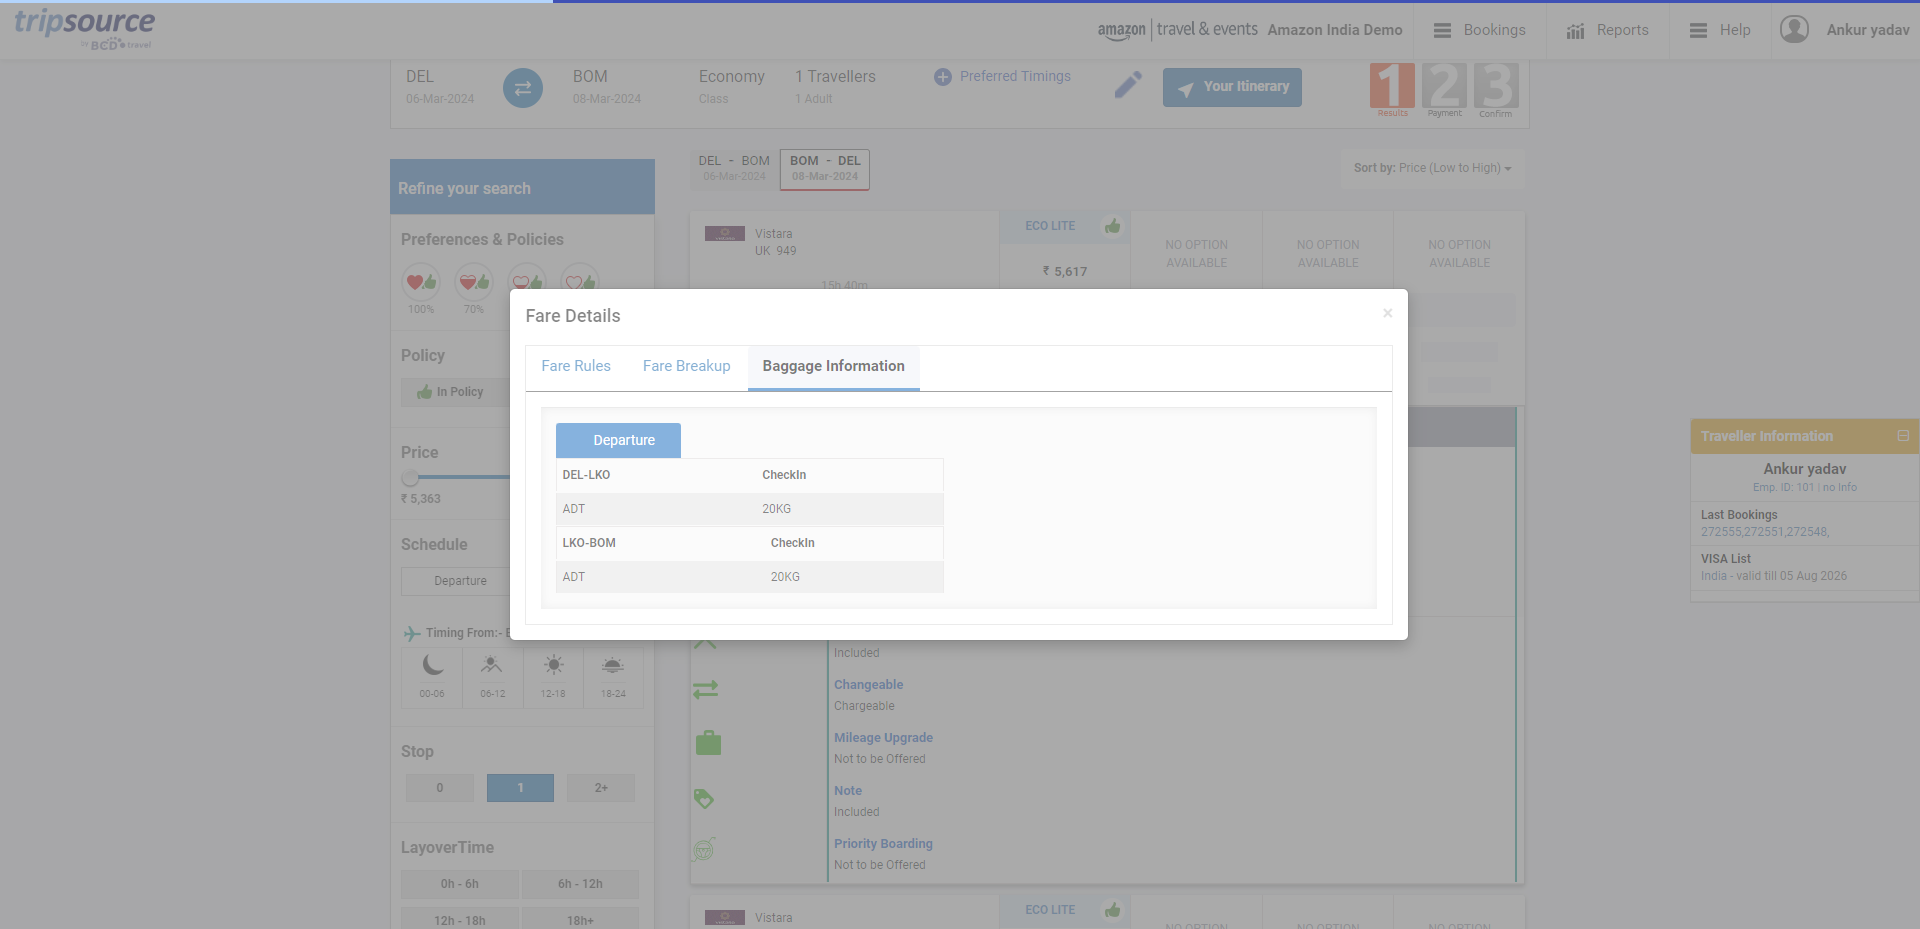 tripsource
by BCD travel
amazon | travel & events Amazon India Demo
Bookings
Reports
Help
Ankur yadav
DEL
06-Mar-2024
BOM
08-Mar-2024
Economy
Class
1 Travellers
1 Adult
Preferred Timings
Your Itinerary
1 2 3
Results Payment Confirm
DEL - BOM
06-Mar-2024
BOM - DEL
08-Mar-2024
Sort by: Price (Low to High)
Refine your search
Preferences & Policies
100% 70%
Policy
In Policy
Price
₹ 5,363
Schedule
Departure
Timing From:-
00-06 06-12 12-18 18-24
Stop
0 1 2+
LayoverTime
0h - 6h 6h - 12h
12h - 18h 18h+
Vistara
UK 949
15h 40m
ECO LITE
₹ 5,617
NO OPTION AVAILABLE
NO OPTION AVAILABLE
NO OPTION AVAILABLE
Fare Details
×
Fare Rules Fare Breakup Baggage Information
Departure
DEL-LKO CheckIn
ADT 20KG
LKO-BOM CheckIn
ADT 20KG
Included
Changeable
Chargeable
Mileage Upgrade
Not to be Offered
Note
Included
Priority Boarding
Not to be Offered
Vistara
ECO LITE
NO OPTION NO OPTION NO OPTION
Traveller Information
Ankur yadav
Emp. ID: 101 | no Info
Last Bookings
272555,272551,272548,
VISA List
India - valid till 05 Aug 2026